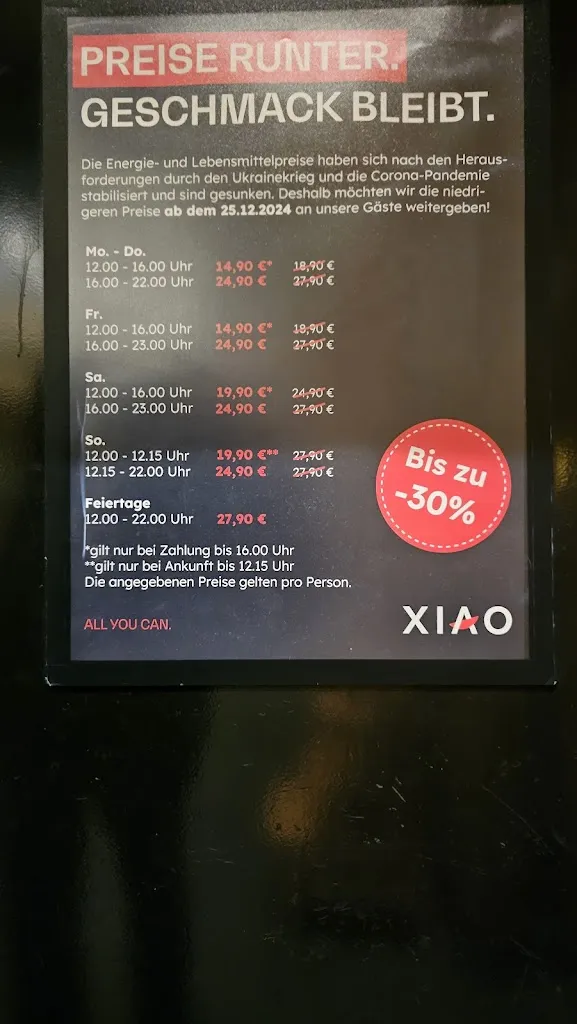 PREISE RUNTER.
GESCHMACK BLEIBT.
Die Energie- und Lebensmittelpreise haben sich nach den Heraus-
forderungen durch den Ukrainekrieg und die Corona-Pandemie
stabilisiert und sind gesunken. Deshalb möchten wir die niedri-
geren Preise ab dem 25.12.2024 an unsere Gäste weitergeben!
Mo. - Do.
12.00 - 16.00 Uhr 14,90 €* 18,90 €
16.00 - 22.00 Uhr 24,90 € 27,90 €
Fr.
12.00 - 16.00 Uhr 14,90 €* 18,90 €
16.00 - 23.00 Uhr 24,90 € 27,90 €
Sa.
12.00 - 16.00 Uhr 19,90 €* 24,90 €
16.00 - 23.00 Uhr 24,90 € 27,90 €
So.
12.00 - 12.15 Uhr 19,90 €** 27,90 €
12.15 - 22.00 Uhr 24,90 € 27,90 €
Bis zu
-30%
Feiertage
12.00 - 22.00 Uhr 27,90 €
*gilt nur bei Zahlung bis 16.00 Uhr
**gilt nur bei Ankunft bis 12.15 Uhr
Die angegebenen Preise gelten pro Person.
ALL YOU CAN.
XIAO